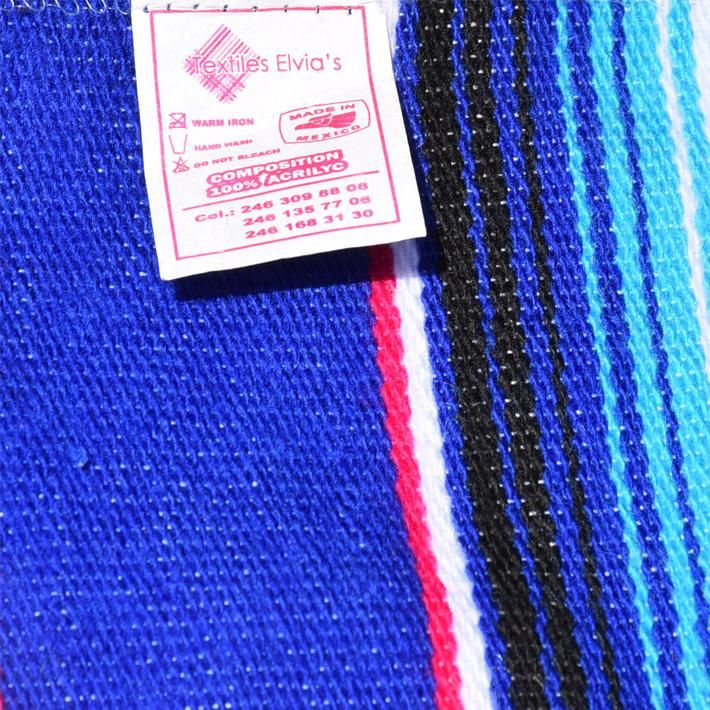 Textiles Elvia's
WARM IRON
MADE IN
MEXICO
HAND WASH
DO NOT BLEACH
COMPOSITION
100% ACRILYC
Cel.: 246 309 88 08
246 135 77 06
246 168 31 30